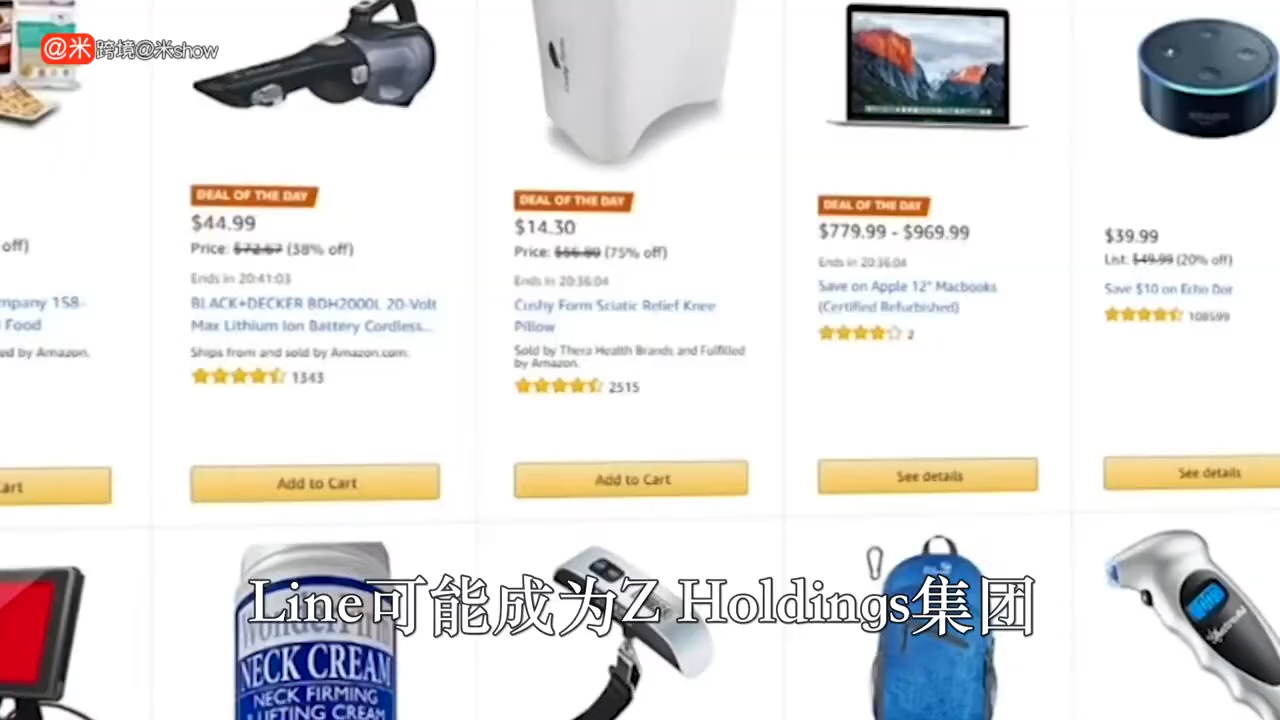 @米 跨境@米show
DEAL OF THE DAY
$44.99
Price: $72.67 (38% off)
Ends in 20:41:03
BLACK+DECKER BDH2000L 20-Volt
Max Lithium Ion Battery Cordless...
Ships from and sold by Amazon.com.
1343
Add to Cart
DEAL OF THE DAY
$14.30
Price: $56.80 (75% off)
Ends in 20:36:04
Cushy Form Sciatic Relief Knee
Pillow
Sold by Thera Health Brands and Fulfilled
by Amazon.
2515
Add to Cart
DEAL OF THE DAY
$779.99 - $969.99
Ends in 20:36:04
Save on Apple 12" Macbooks
(Certified Refurbished)
2
See details
$39.99
List: $49.99 (20% off)
Save $10 on Echo Dot
108599
See details
off)
mpany 158-
Food
ed by Amazon.
Cart
NECK CREAM
NECK FIRMING
& LIFTING CREAM
Line可能成为Z Holdings集团